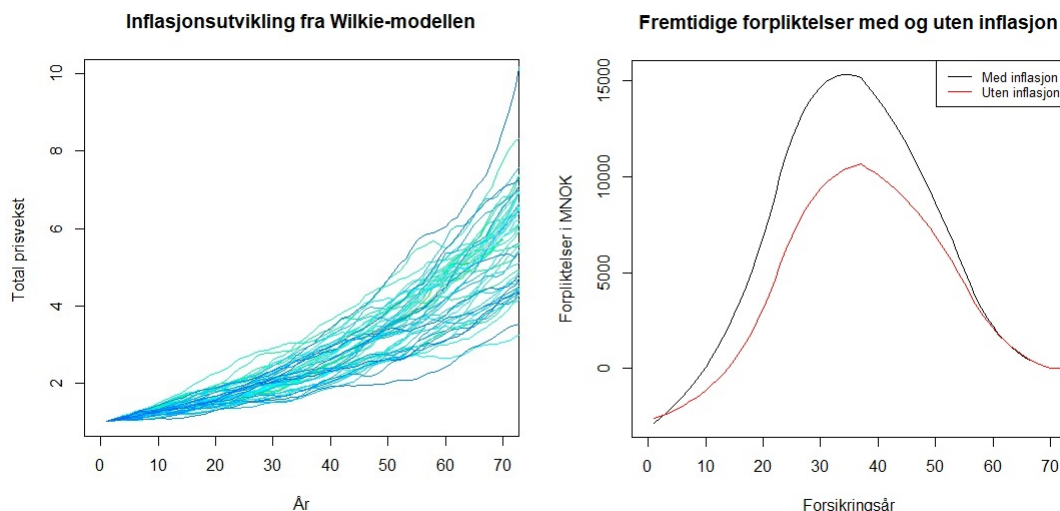 Inflasjonsutvikling fra Wilkie-modellen
Total prisvekst
10
8
6
4
2
0 10 20 30 40 50 60 70
År
Fremtidige forpliktelser med og uten inflasjon
Med inflasjon
Uten inflasjon
Forpliktelser i MNOK
15000
10000
5000
0
0 10 20 30 40 50 60 70
Forsikringsår